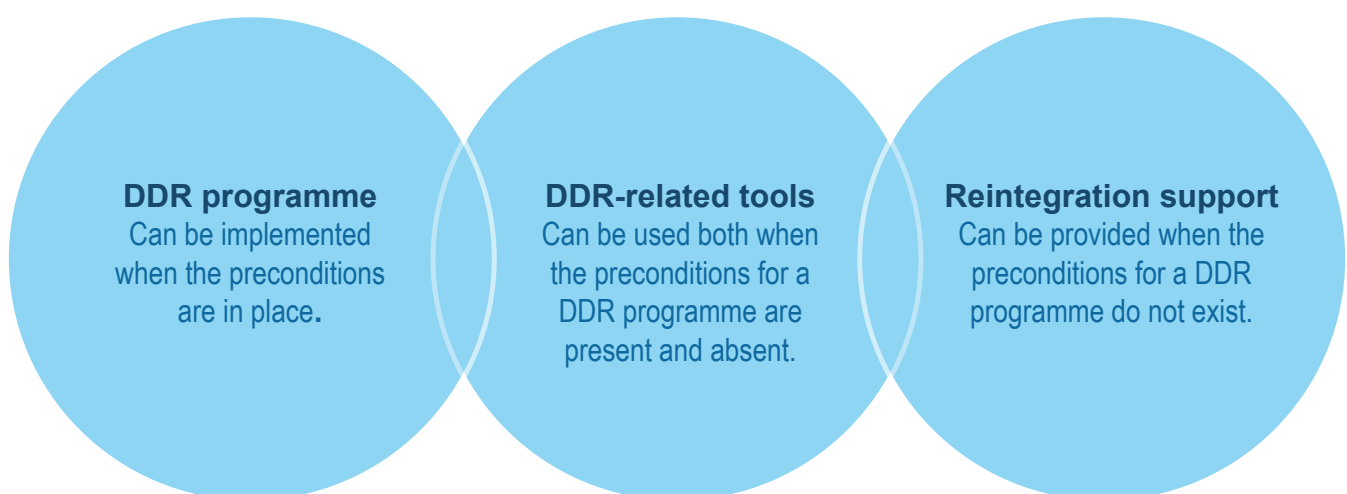 DDR programme
Can be implemented
when the preconditions
are in place.
DDR-related tools
Can be used both when
the preconditions for a
DDR programme are
present and absent.
Reintegration support
Can be provided when the
preconditions for a DDR
programme do not exist.